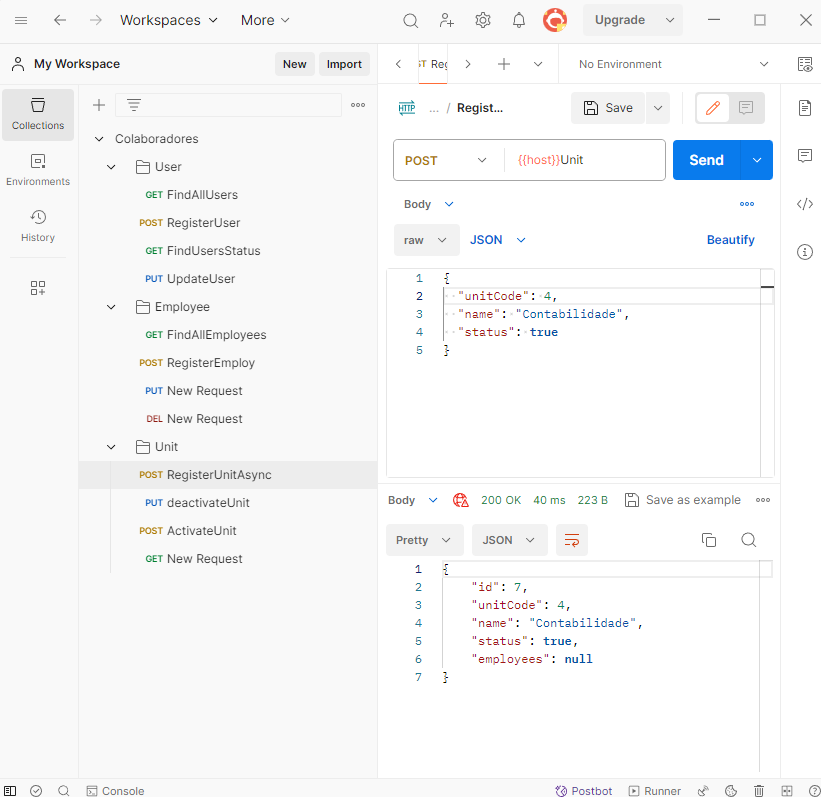 Workspaces
More
Upgrade
My Workspace
New
Import
Reg
No Environment
Collections
Environments
History
Colaboradores
User
GET FindAllUsers
POST RegisterUser
GET FindUsersStatus
PUT UpdateUser
Employee
GET FindAllEmployees
POST RegisterEmploy
PUT New Request
DEL New Request
Unit
POST RegisterUnitAsync
PUT deactivateUnit
POST ActivateUnit
GET New Request
HTTP ... / Regist...
Save
POST {{host}}Unit
Send
Body
raw JSON Beautify
1 {
2 "unitCode": 4,
3 "name": "Contabilidade",
4 "status": true
5 }
Body 200 OK 40 ms 223 B Save as example
Pretty JSON
1 {
2 "id": 7,
3 "unitCode": 4,
4 "name": "Contabilidade",
5 "status": true,
6 "employees": null
7 }
Console
Postbot
Runner